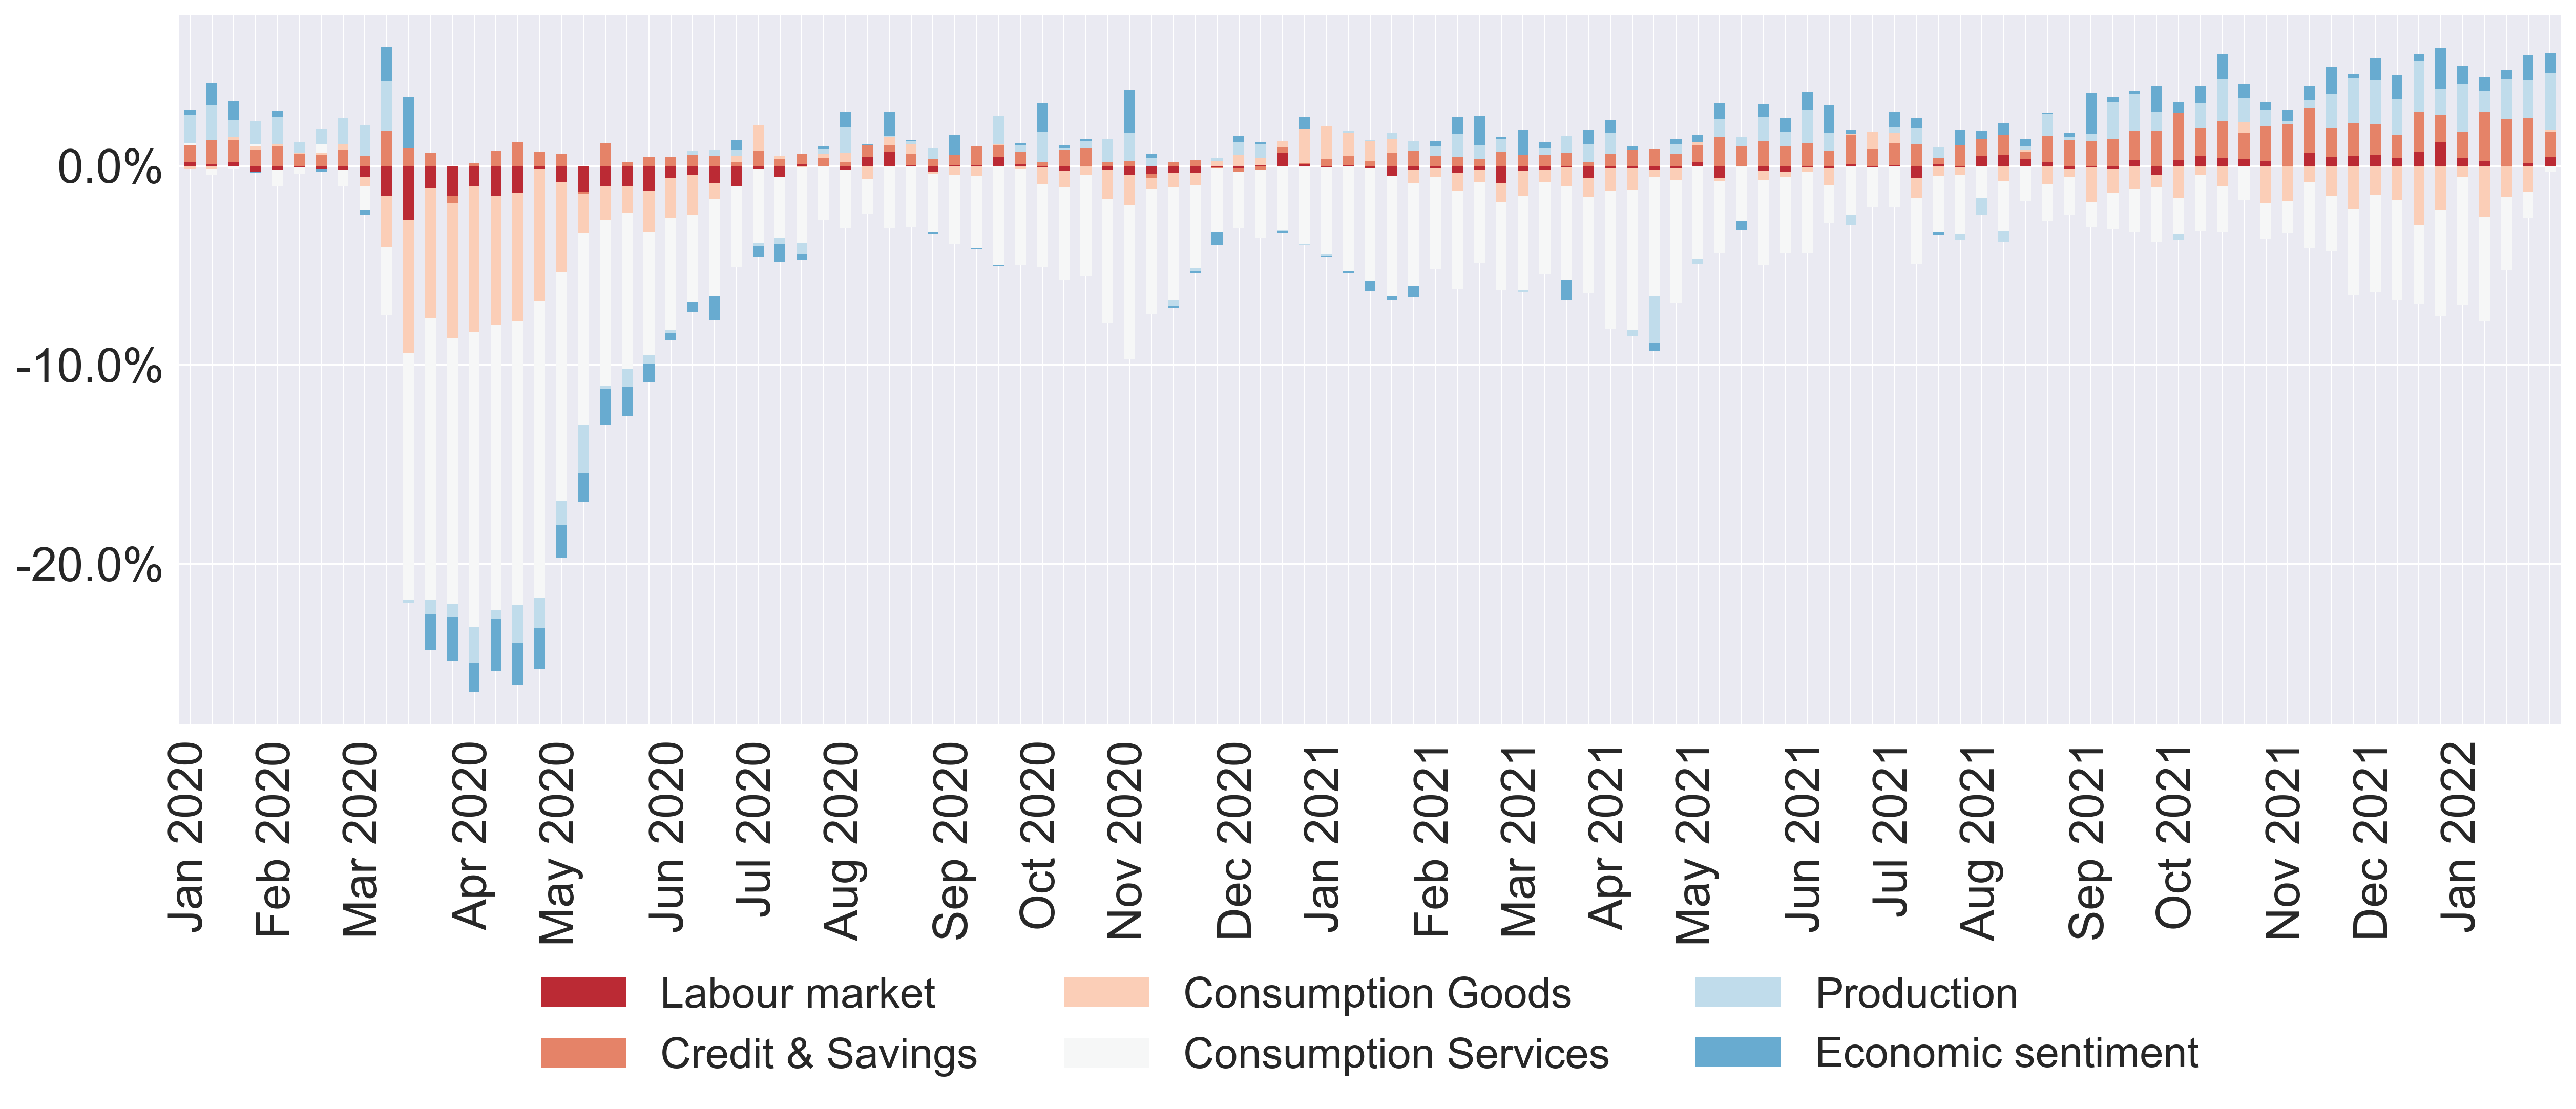 0.0%
-10.0%
-20.0%
Jan 2020
Feb 2020
Mar 2020
Apr 2020
May 2020
Jun 2020
Jul 2020
Aug 2020
Sep 2020
Oct 2020
Nov 2020
Dec 2020
Jan 2021
Feb 2021
Mar 2021
Apr 2021
May 2021
Jun 2021
Jul 2021
Aug 2021
Sep 2021
Oct 2021
Nov 2021
Dec 2021
Jan 2022
Labour market
Credit & Savings
Consumption Goods
Consumption Services
Production
Economic sentiment